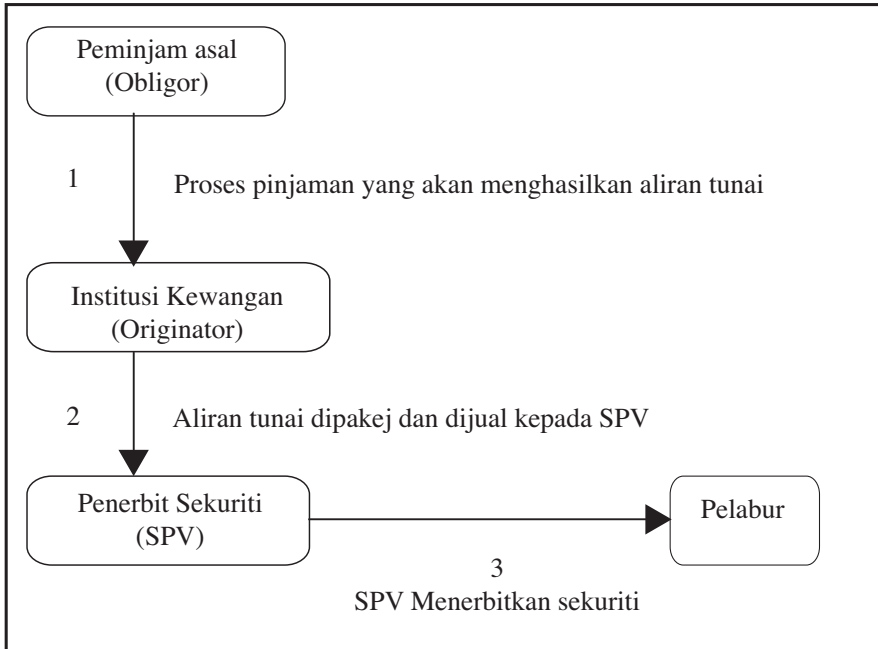 Peminjam asal
(Obligor)
1
Proses pinjaman yang akan menghasilkan aliran tunai
Institusi Kewangan
(Originator)
2
Aliran tunai dipakej dan dijual kepada SPV
Penerbit Sekuriti
(SPV)
Pelabur
3
SPV Menerbitkan sekuriti